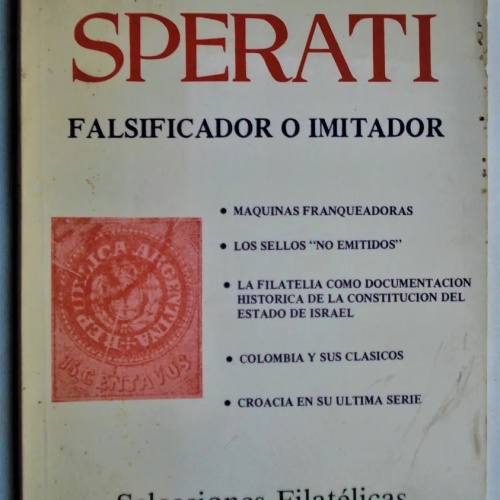 SPERATI
FALSIFICADOR O IMITADOR
• MAQUINAS FRANQUEADORAS
• LOS SELLOS "NO EMITIDOS"
• LA FILATELIA COMO DOCUMENTACION
HISTORICA DE LA CONSTITUCION DEL
ESTADO DE ISRAEL
• COLOMBIA Y SUS CLASICOS
• CROACIA EN SU ULTIMA SERIE
REPUBLICA ARGENTINA
15 CENTAVOS
Selecciones Filatélicas